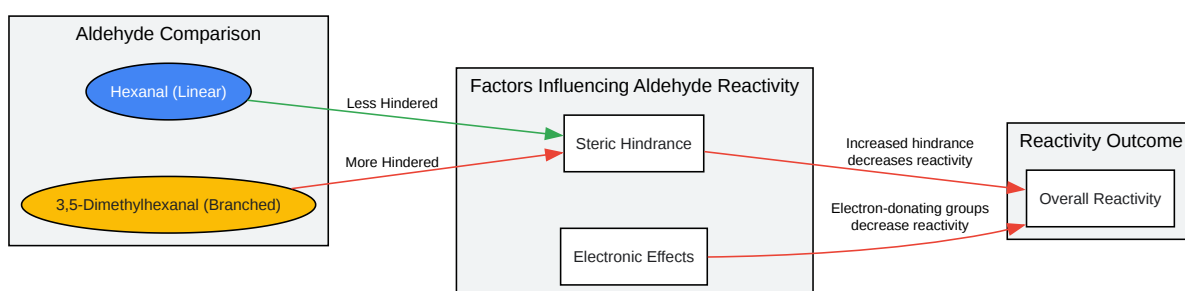 Aldehyde Comparison
Hexanal (Linear)
3,5-Dimethylhexanal (Branched)
Less Hindered
More Hindered
Factors Influencing Aldehyde Reactivity
Steric Hindrance
Electronic Effects
Increased hindrance
decreases reactivity
Electron-donating groups
decrease reactivity
Reactivity Outcome
Overall Reactivity